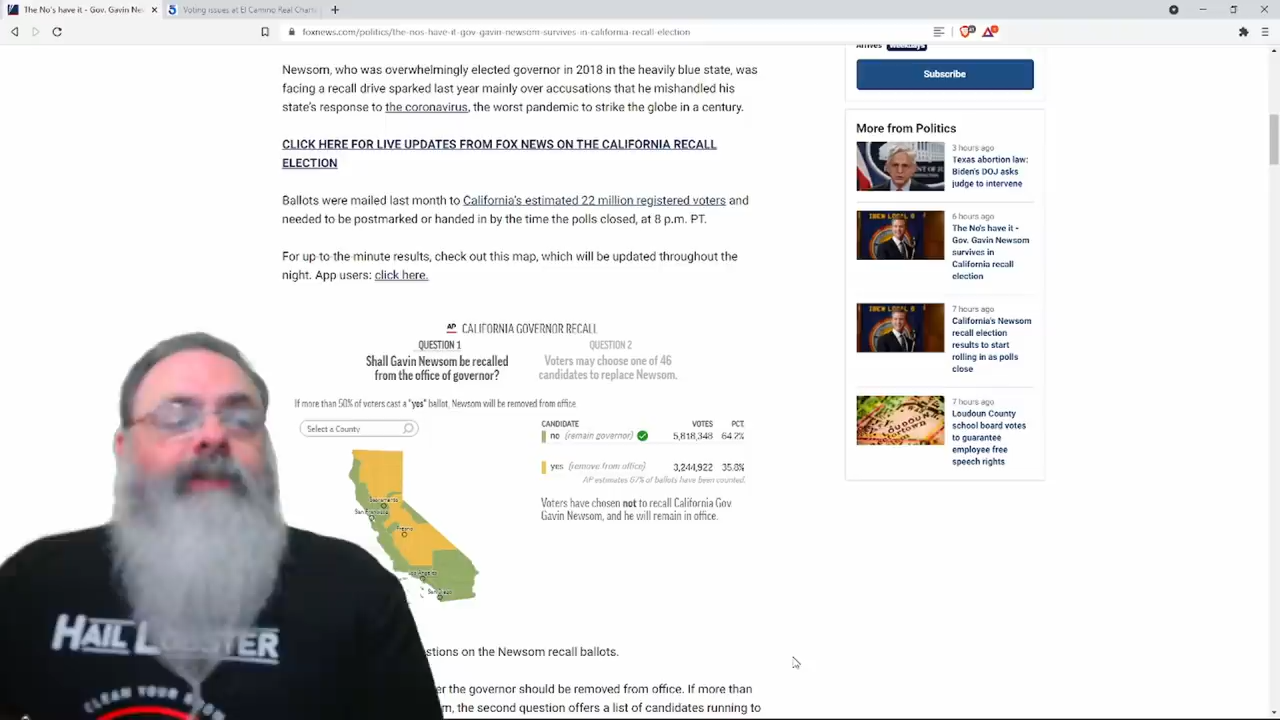 The No's have it - Gov. Gavin New
Voting issues at El Camino Real Chart
foxnews.com/politics/the-nos-have-it-gov-gavin-newsom-survives-in-california-recall-election
Newsom, who was overwhelmingly elected governor in 2018 in the heavily blue state, was
facing a recall drive sparked last year mainly over accusations that he mishandled his
state's response to the coronavirus, the worst pandemic to strike the globe in a century.
CLICK HERE FOR LIVE UPDATES FROM FOX NEWS ON THE CALIFORNIA RECALL
ELECTION
Ballots were mailed last month to California's estimated 22 million registered voters and
needed to be postmarked or handed in by the time the polls closed, at 8 p.m. PT.
For up to the minute results, check out this map, which will be updated throughout the
night. App users: click here.
AP CALIFORNIA GOVERNOR RECALL
QUESTION 1
Shall Gavin Newsom be recalled
from the office of governor?
QUESTION 2
Voters may choose one of 46
candidates to replace Newsom.
If more than 50% of voters cast a "yes" ballot, Newsom will be removed from office.
Select a County
CANDIDATE VOTES PCT.
no (remain governor) 5,818,348 64.2%
yes (remove from office) 3,244,922 35.8%
AP estimates 67% of ballots have been counted.
Voters have chosen not to recall California Gov.
Gavin Newsom, and he will remain in office.
Sacramento
San Francisco
Fresno
stions on the Newsom recall ballots.
er the governor should be removed from office. If more than
m, the second question offers a list of candidates running to
Arrives Weekdays
Subscribe
More from Politics
3 hours ago
Texas abortion law:
Biden's DOJ asks
judge to intervene
6 hours ago
The No's have it -
Gov. Gavin Newsom
survives in
California recall
election
7 hours ago
California's Newsom
recall election
results to start
rolling in as polls
close
7 hours ago
Loudoun County
school board votes
to guarantee
employee free
speech rights
HAIL LOBSTER
CLEAN YOUR